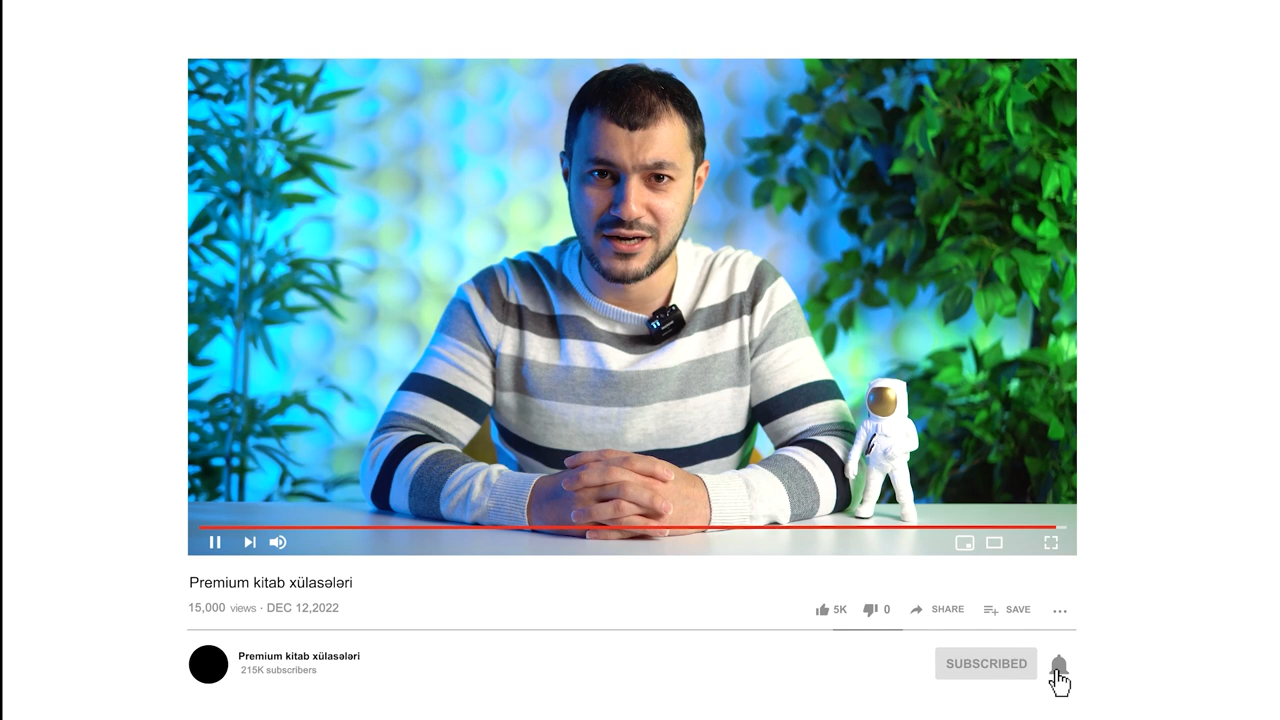 Premium kitab xülasələri
15,000 views · DEC 12,2022
5K 0 SHARE SAVE
Premium kitab xülasələri
215K subscribers
SUBSCRIBED